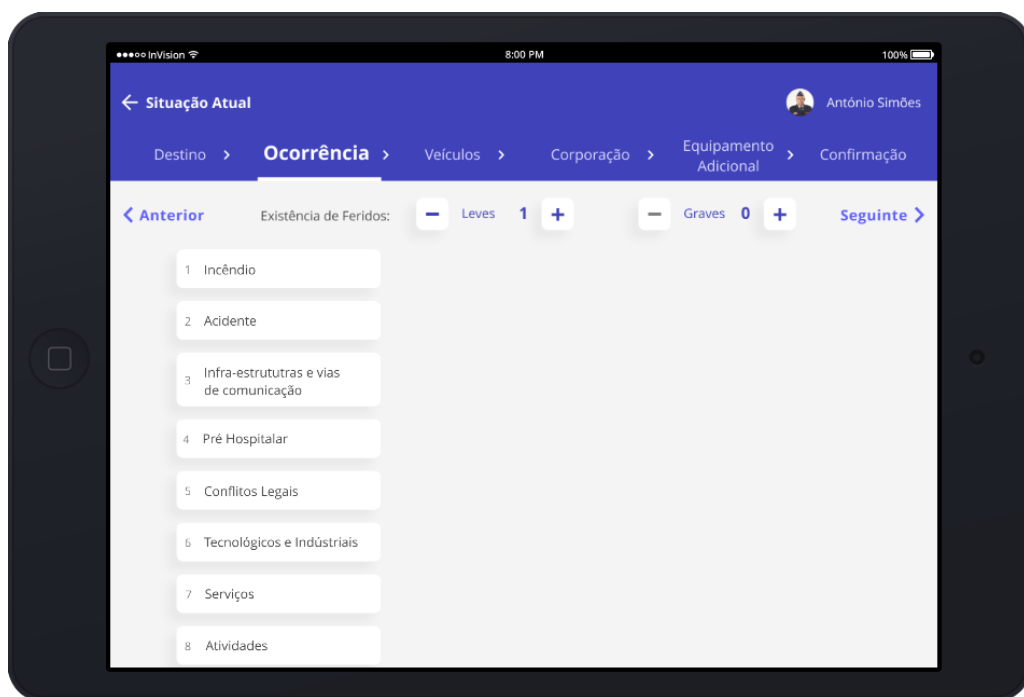 InVision
8:00 PM
100%
Situação Atual
António Simões
Destino
Ocorrência
Veículos
Corporação
Equipamento
Adicional
Confirmação
Anterior
Existência de Feridos:
Leves 1
Graves 0
Seguinte
1 Incêndio
2 Acidente
3 Infra-estrututras e vias
de comunicação
4 Pré Hospitalar
5 Conflitos Legais
6 Tecnológicos e Indústriais
7 Serviços
8 Atividades